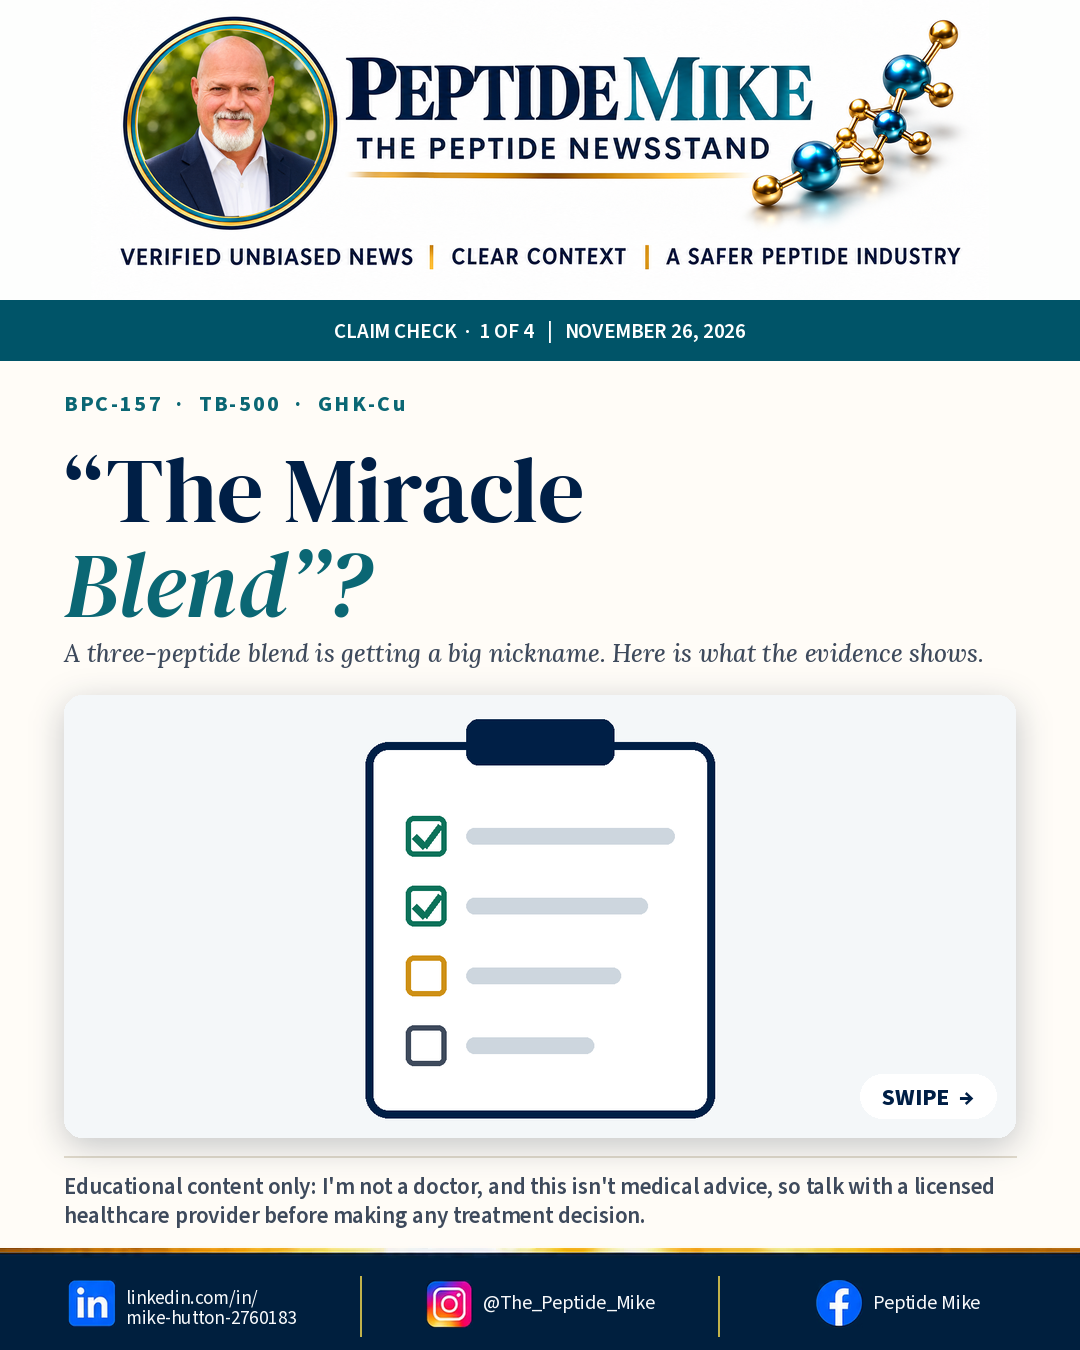 PEPTIDEMIKE
THE PEPTIDE NEWSSTAND
VERIFIED UNBIASED NEWS | CLEAR CONTEXT | A SAFER PEPTIDE INDUSTRY
CLAIM CHECK · 1 OF 4 | NOVEMBER 26, 2026
BPC-157 · TB-500 · GHK-Cu
“The Miracle
Blend”?
A three-peptide blend is getting a big nickname. Here is what the evidence shows.
SWIPE →
Educational content only: I'm not a doctor, and this isn't medical advice, so talk with a licensed
healthcare provider before making any treatment decision.
linkedin.com/in/
mike-hutton-2760183
@The_Peptide_Mike
Peptide Mike